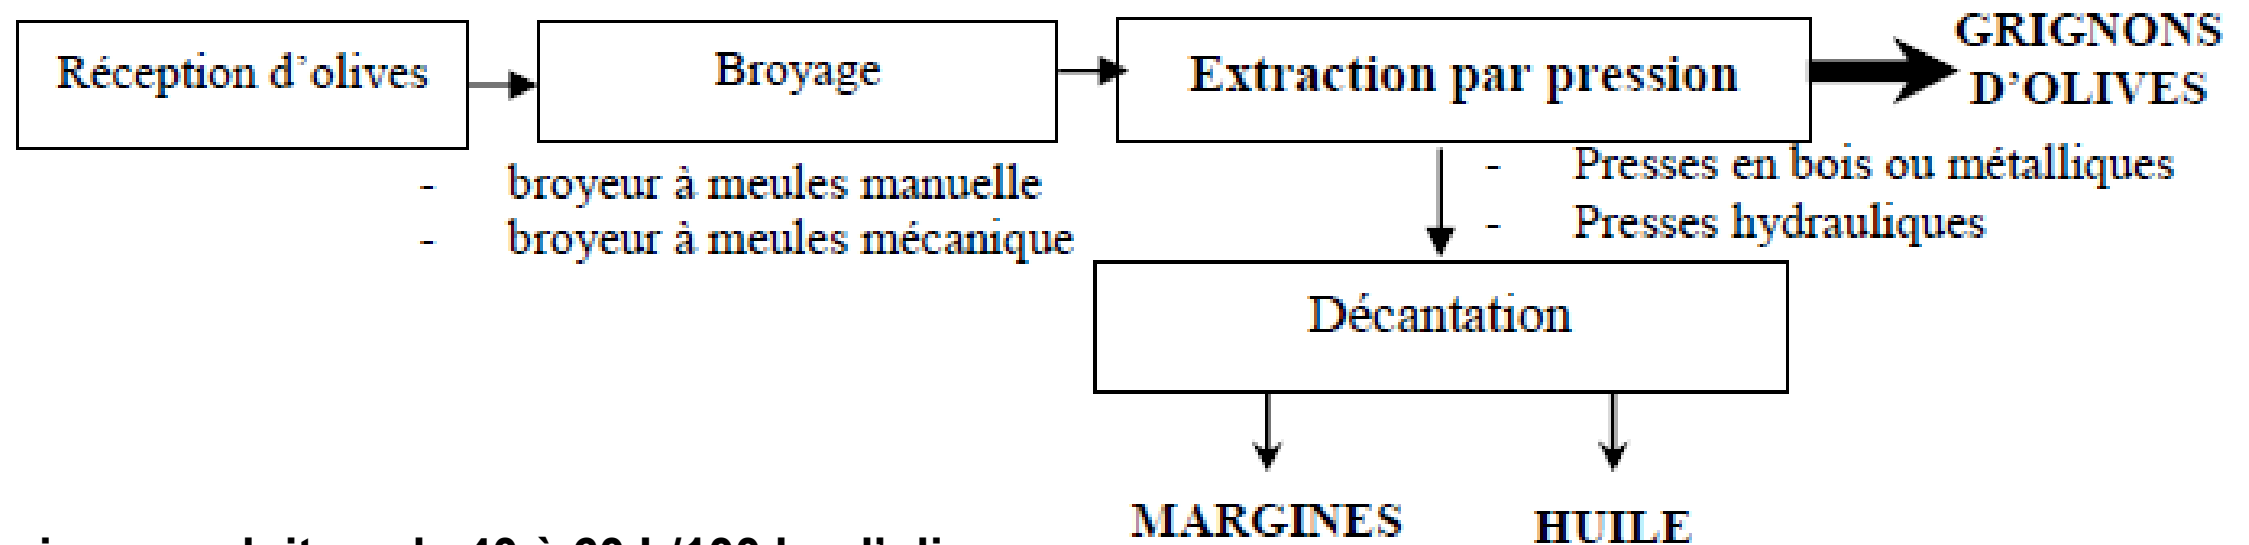 Réception d’olives
Broyage
Extraction par pression
GRIGNONS
D’OLIVES
- broyeur à meules manuelle
- broyeur à meules mécanique
- Presses en bois ou métalliques
- Presses hydrauliques
Décantation
MARGINES
HUILE